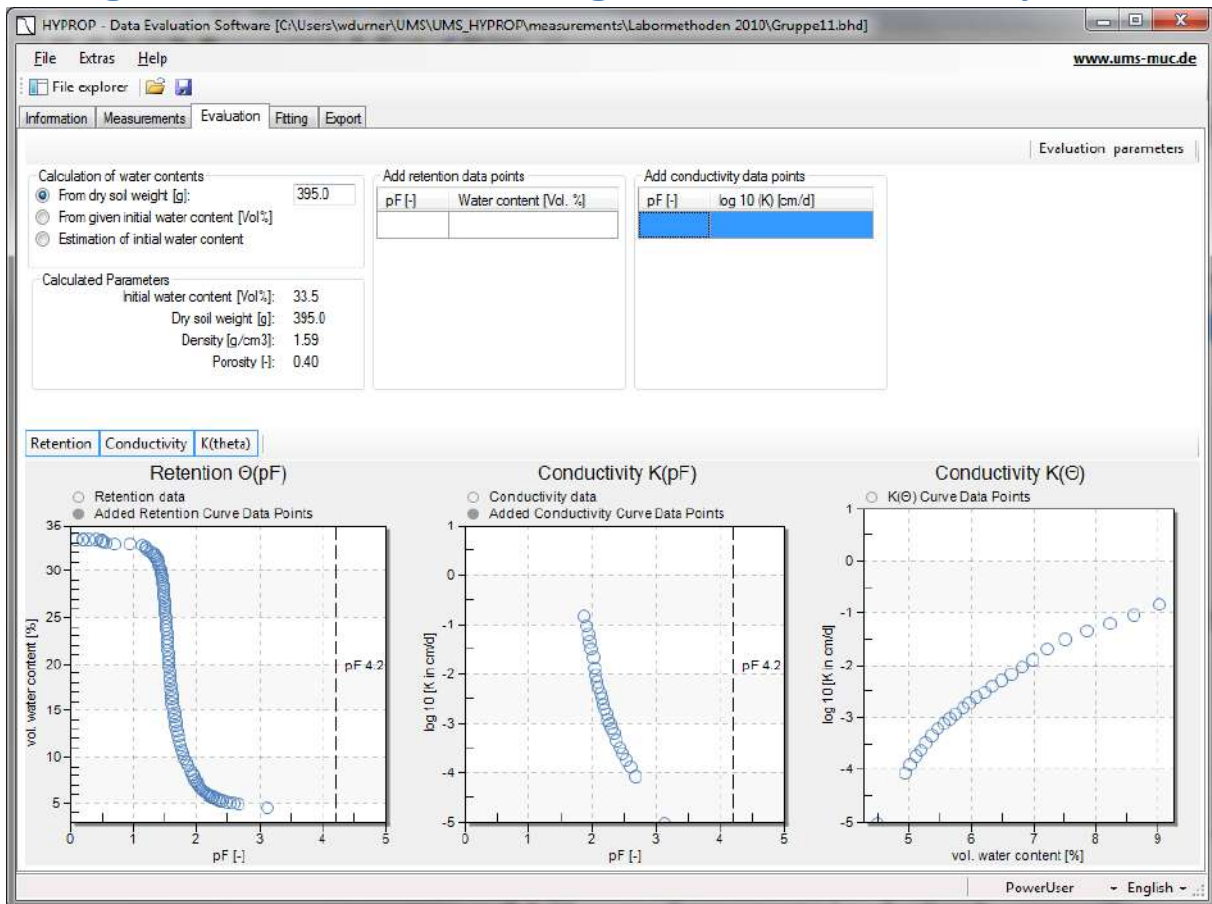 HYPROP - Data Evaluation Software [C:\Users\wdurner\UMS\UMS_HYPROP\measurements\Labormethoden 2010\Gruppe11.bhd]
File Extras Help
www.ums-muc.de
File explorer
Information Measurements Evaluation Fitting Export
Evaluation parameters
Calculation of water contents
From dry sol weight [g]: 395.0
From given initial water content [Vol%]
Estimation of initial water content
Calculated Parameters
Initial water content [Vol%]: 33.5
Dry soil weight [g]: 395.0
Density [g/cm3]: 1.59
Porosity [-]: 0.40
Add retention data points
pF [-] Water content [Vol. %]
Add conductivity data points
pF [-] log 10 (K) [cm/d]
Retention Conductivity K(theta)
Retention Θ(pF)
Retention data
Added Retention Curve Data Points
35
30
25
20
15
10
5
vol. water content [%]
pF 4.2
0 1 2 3 4 5
pF [-]
Conductivity K(pF)
Conductivity data
Added Conductivity Curve Data Points
1
0
-1
-2
-3
-4
-5
log 10 [K in cm/d]
pF 4.2
0 1 2 3 4 5
pF [-]
Conductivity K(Θ)
K(Θ) Curve Data Points
1
0
-1
-2
-3
-4
-5
log 10 [K in cm/d]
5 6 7 8 9
vol. water content [%]
PowerUser English